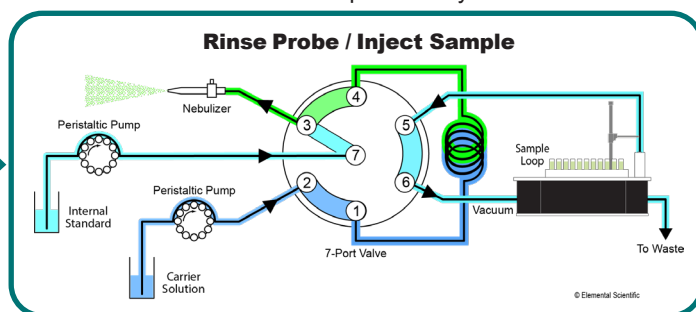 Rinse Probe / Inject Sample
Nebulizer
4
3
5
7
2
6
1
Peristaltic Pump
Peristaltic Pump
Internal
Standard
Carrier
Solution
7-Port Valve
Sample
Loop
Vacuum
To Waste
© Elemental Scientific